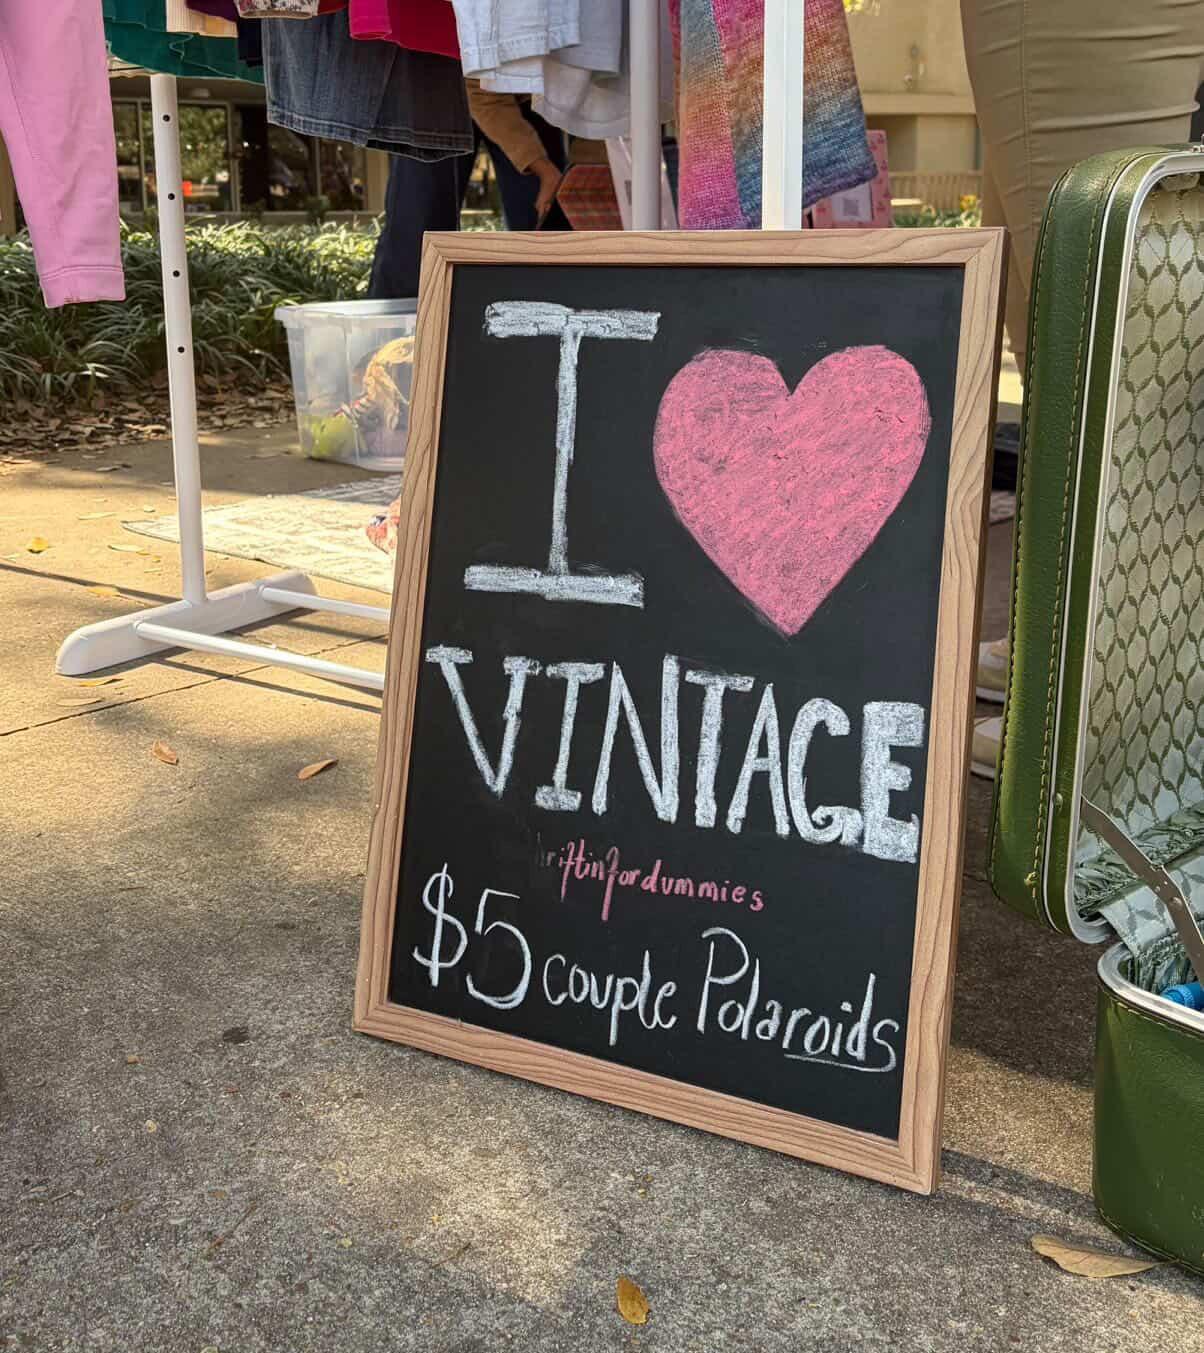 I ♥
VINTAGE
hriftinfordummies
$5 couple Polaroids